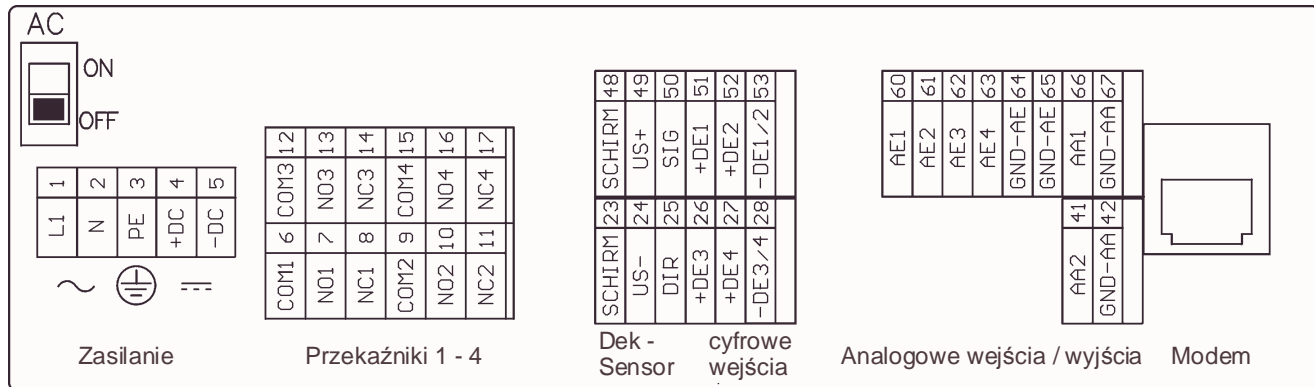 AC
ON
OFF
1 2 3 4 5
L1 N PE +DC -DC
Zasilanie
12 13 14 15 16 17
COM3 NO3 NC3 COM4 NO4 NC4
6 7 8 9 10 11
COM1 NO1 NC1 COM2 NO2 NC2
Przekaźniki 1 - 4
48 49 50 51 52 53
SCHIRM US+ SIG +DE1 +DE2 -DE1/2
23 24 25 26 27 28
SCHIRM US- DIR +DE3 +DE4 -DE3/4
Dek -
Sensor
cyfrowe
wejścia
60 61 62 63 64 65 66 67
AE1 AE2 AE3 AE4 GND-AE GND-AE AA1 GND-AA
41 42
AA2 GND-AA
Analogowe wejścia / wyjścia
Modem